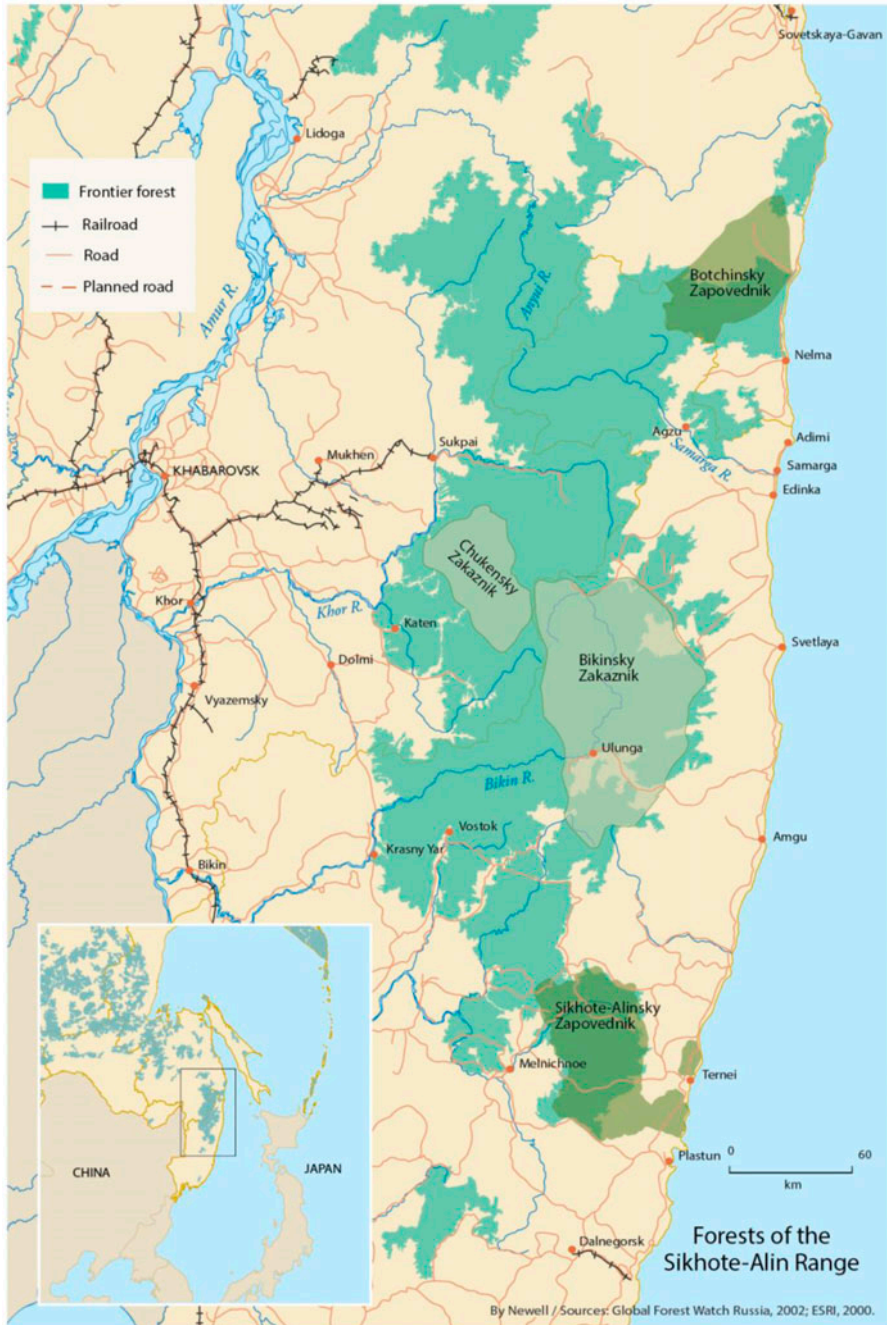 Sovetskaya-Gavan
Lidoga
Frontier forest
Railroad
Road
Planned road
Amur R.
Anyui R.
Botchinsky
Zapovednik
Nelma
Agzu
Adimi
Samarga R.
Samarga
Edinka
Sukpai
Mukhen
KHABAROVSK
Chukensky
Zakaznik
Khor
Khor R.
Katen
Dolmi
Bikinsky
Zakaznik
Svetlaya
Vyazemsky
Ulunga
Bikin R.
Vostok
Krasny Yar
Amgu
Bikin
Sikhote-Alinsky
Zapovednik
Melnichnoe
Ternei
Plastun
0 60
km
CHINA
JAPAN
Dalnegorsk
Forests of the
Sikhote-Alin Range
By Newell / Sources: Global Forest Watch Russia, 2002; ESRI, 2000.